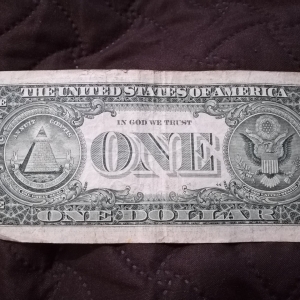 THE UNITED STATES OF AMERICA
IN GOD WE TRUST
ONE
ONE DOLLAR